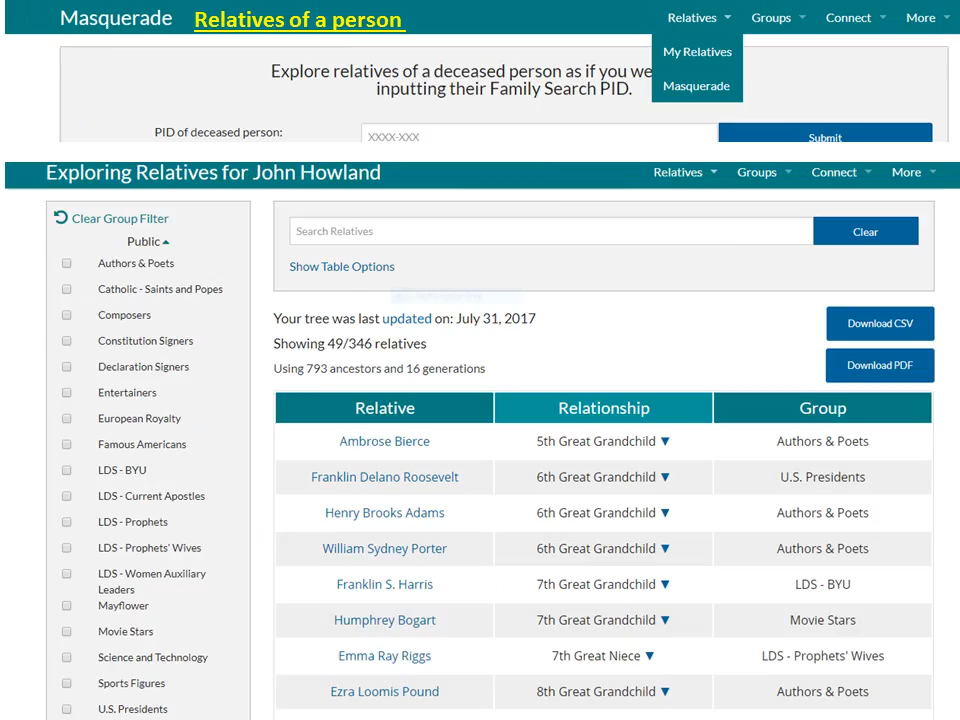 Masquerade Relatives of a person Relatives Groups Connect More
My Relatives
Masquerade
Explore relatives of a deceased person as if you we
inputting their Family Search PID.
PID of deceased person: XXXX-XXX Submit
Exploring Relatives for John Howland Relatives Groups Connect More
Clear Group Filter
Public
Authors & Poets
Catholic - Saints and Popes
Composers
Constitution Signers
Declaration Signers
Entertainers
European Royalty
Famous Americans
LDS - BYU
LDS - Current Apostles
LDS - Prophets
LDS - Prophets' Wives
LDS - Women Auxiliary
Leaders
Mayflower
Movie Stars
Science and Technology
Sports Figures
U.S. Presidents
Search Relatives Clear
Show Table Options
Your tree was last updated on: July 31, 2017
Showing 49/346 relatives
Using 793 ancestors and 16 generations
Download CSV
Download PDF
Relative Relationship Group
Ambrose Bierce 5th Great Grandchild ▼ Authors & Poets
Franklin Delano Roosevelt 6th Great Grandchild ▼ U.S. Presidents
Henry Brooks Adams 6th Great Grandchild ▼ Authors & Poets
William Sydney Porter 6th Great Grandchild ▼ Authors & Poets
Franklin S. Harris 7th Great Grandchild ▼ LDS - BYU
Humphrey Bogart 7th Great Grandchild ▼ Movie Stars
Emma Ray Riggs 7th Great Niece ▼ LDS - Prophets' Wives
Ezra Loomis Pound 8th Great Grandchild ▼ Authors & Poets